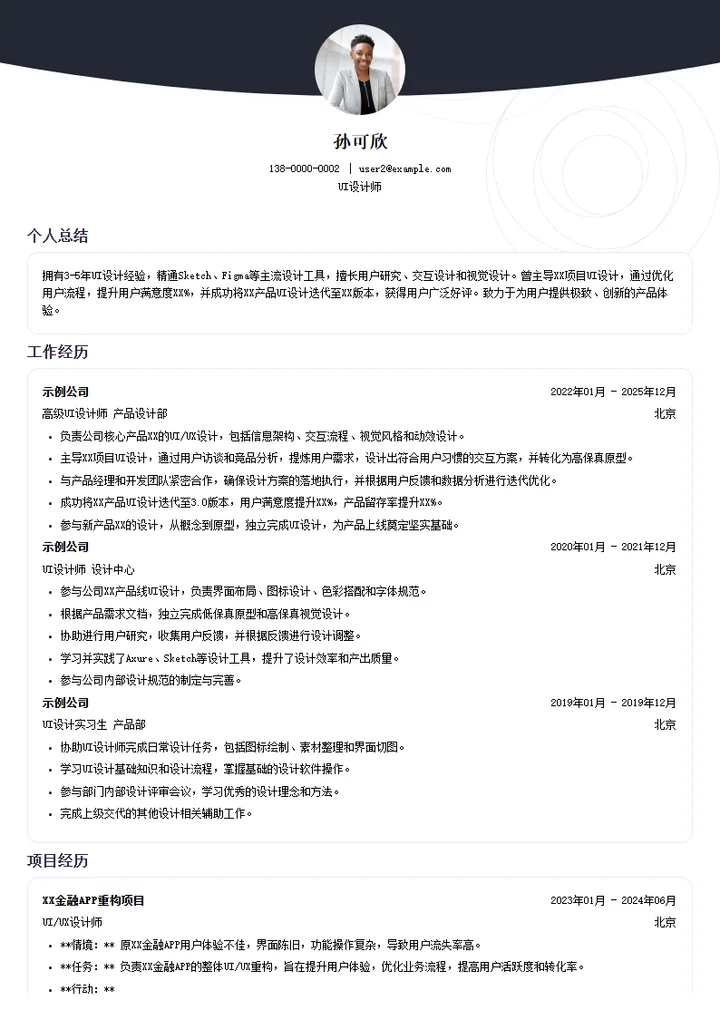 孙可欣
138-0000-0002 | user2@example.com
UI设计师
个人总结
拥有3-5年UI设计经验，精通Sketch、Figma等主流设计工具，擅长用户研究、交互设计和视觉设计。曾主导XX项目UI设计，通过优化
用户流程，提升用户满意度XX%，并成功将XX产品UI设计迭代至XX版本，获得用户广泛好评。致力于为用户提供极致、创新的产品体
验。
工作经历
示例公司 2022年01月 - 2025年12月
高级UI设计师 产品设计部 北京
• 负责公司核心产品XX的UI/UX设计，包括信息架构、交互流程、视觉风格和动效设计。
• 主导XX项目UI设计，通过用户访谈和竞品分析，提炼用户需求，设计出符合用户习惯的交互方案，并转化为高保真原型。
• 与产品经理和开发团队紧密合作，确保设计方案的落地执行，并根据用户反馈和数据分析进行迭代优化。
• 成功将XX产品UI设计迭代至3.0版本，用户满意度提升XX%，产品留存率提升XX%。
• 参与新产品XX的设计，从概念到原型，独立完成UI设计，为产品上线奠定坚实基础。
示例公司 2020年01月 - 2021年12月
UI设计师 设计中心 北京
• 参与公司XX产品线UI设计，负责界面布局、图标设计、色彩搭配和字体规范。
• 根据产品需求文档，独立完成低保真原型和高保真视觉设计。
• 协助进行用户研究，收集用户反馈，并根据反馈进行设计调整。
• 学习并实践了Axure、Sketch等设计工具，提升了设计效率和产出质量。
• 参与公司内部设计规范的制定与完善。
示例公司 2019年01月 - 2019年12月
UI设计实习生 产品部 北京
• 协助UI设计师完成日常设计任务，包括图标绘制、素材整理和界面切图。
• 学习UI设计基础知识和设计流程，掌握基础的设计软件操作。
• 参与部门内部设计评审会议，学习优秀的设计理念和方法。
• 完成上级交代的其他设计相关辅助工作。
项目经历
XX金融APP重构项目 2023年01月 - 2024年06月
UI/UX设计师 北京
• **情境：** 原XX金融APP用户体验不佳，界面陈旧，功能操作复杂，导致用户流失率高。
• **任务：** 负责XX金融APP的整体UI/UX重构，旨在提升用户体验，优化业务流程，提高用户活跃度和转化率。
• **行动：**